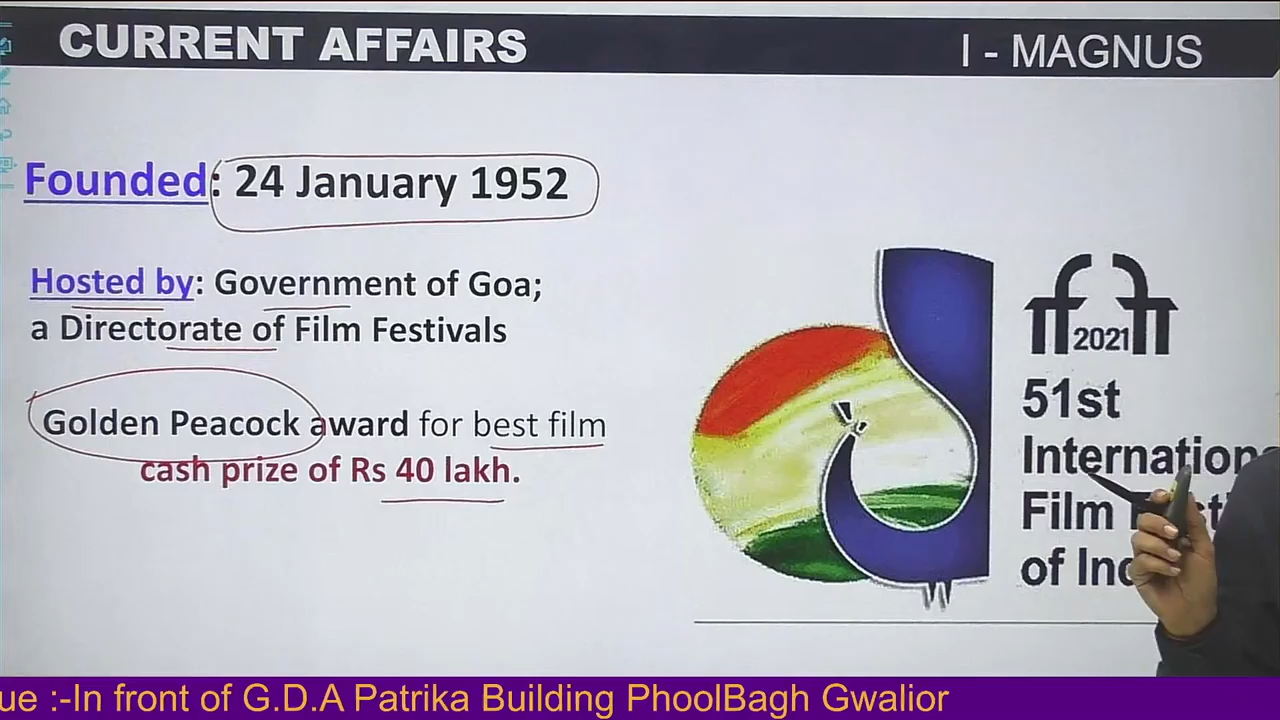 CURRENT AFFAIRS
I - MAGNUS
Founded: 24 January 1952
Hosted by: Government of Goa;
a Directorate of Film Festivals
Golden Peacock award for best film
cash prize of Rs 40 lakh.
2021
51st
International
Film
of
ue :-In front of G.D.A Patrika Building PhoolBagh Gwalior